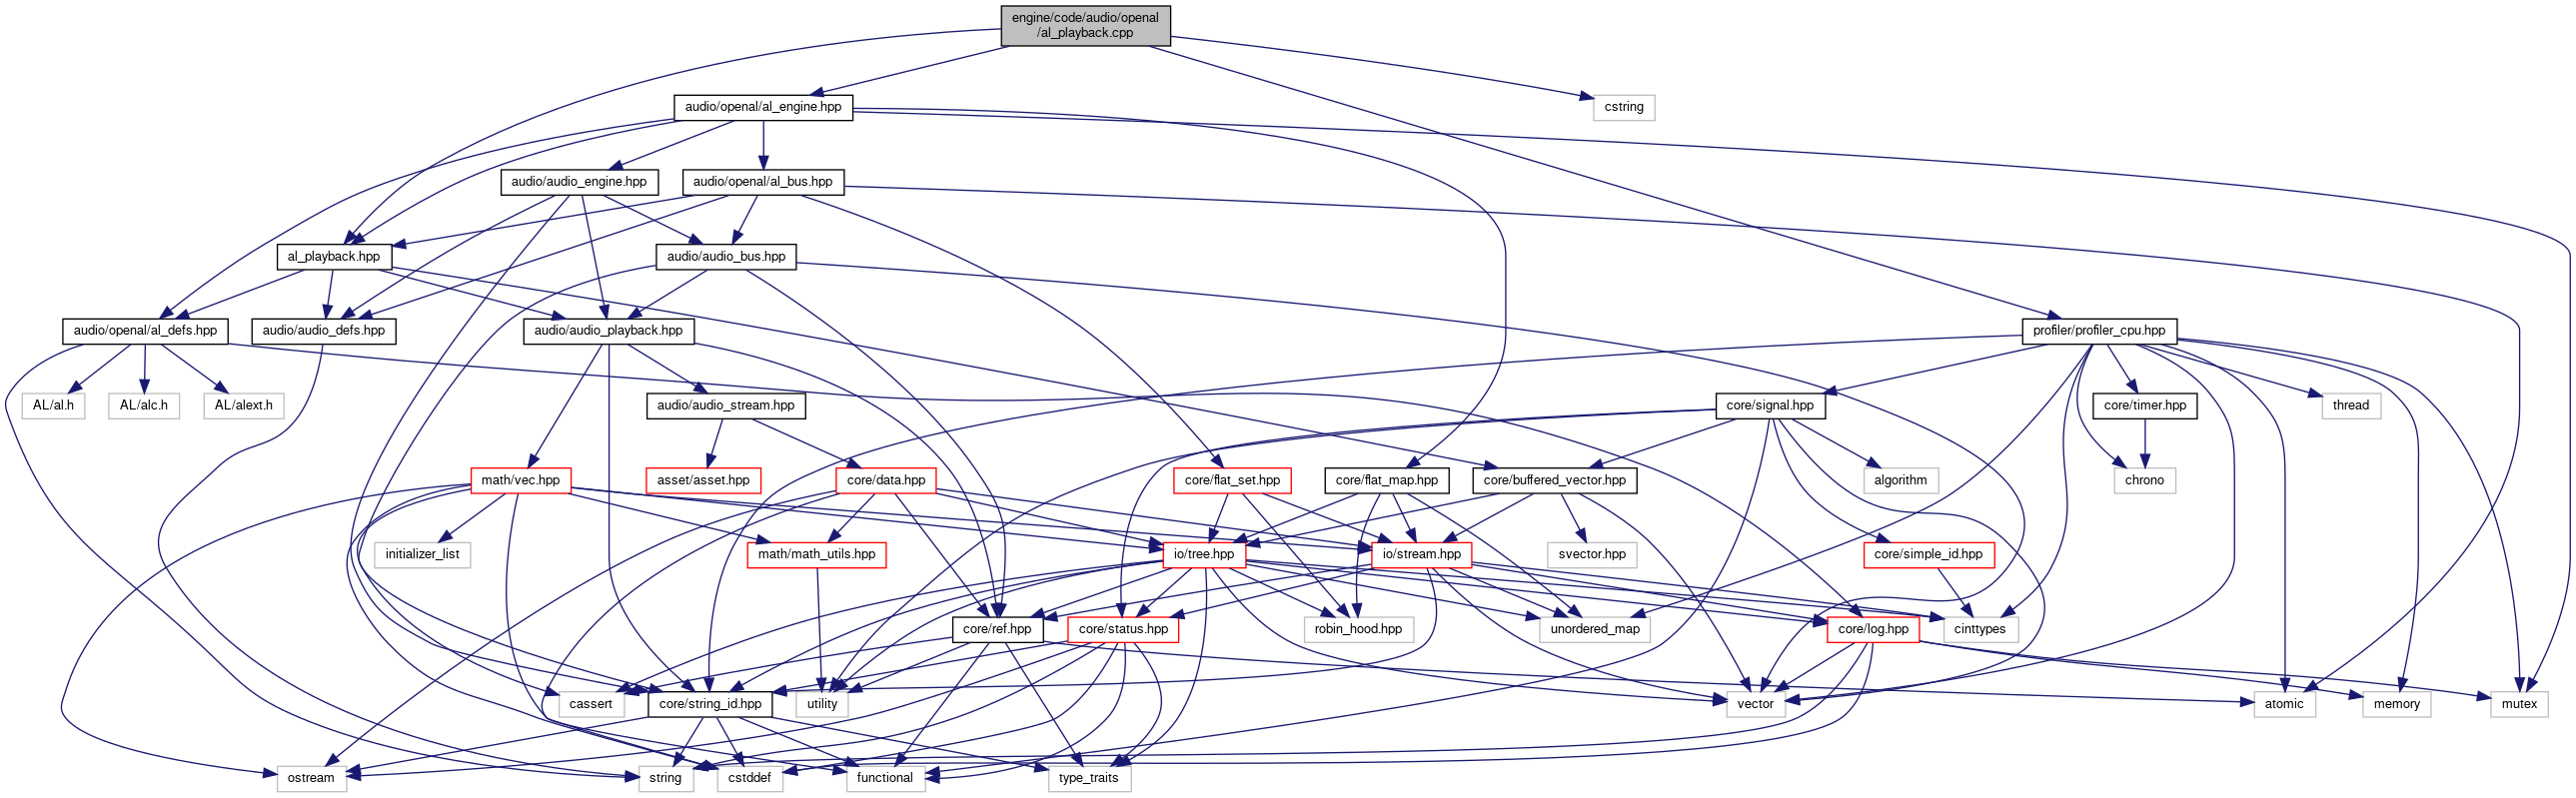 engine/code/audio/openal
/al_playback.cpp
audio/openal/al_engine.hpp
cstring
audio/audio_engine.hpp
audio/openal/al_bus.hpp
al_playback.hpp
audio/audio_bus.hpp
audio/openal/al_defs.hpp
audio/audio_defs.hpp
audio/audio_playback.hpp
profiler/profiler_cpu.hpp
AL/al.h
AL/alc.h
AL/alext.h
audio/audio_stream.hpp
core/signal.hpp
core/timer.hpp
thread
math/vec.hpp
asset/asset.hpp
core/data.hpp
core/flat_set.hpp
core/flat_map.hpp
core/buffered_vector.hpp
algorithm
chrono
initializer_list
math/math_utils.hpp
io/tree.hpp
io/stream.hpp
svector.hpp
core/simple_id.hpp
core/ref.hpp
core/status.hpp
robin_hood.hpp
unordered_map
core/log.hpp
cinttypes
cassert
core/string_id.hpp
utility
vector
atomic
memory
mutex
ostream
string
cstddef
functional
type_traits